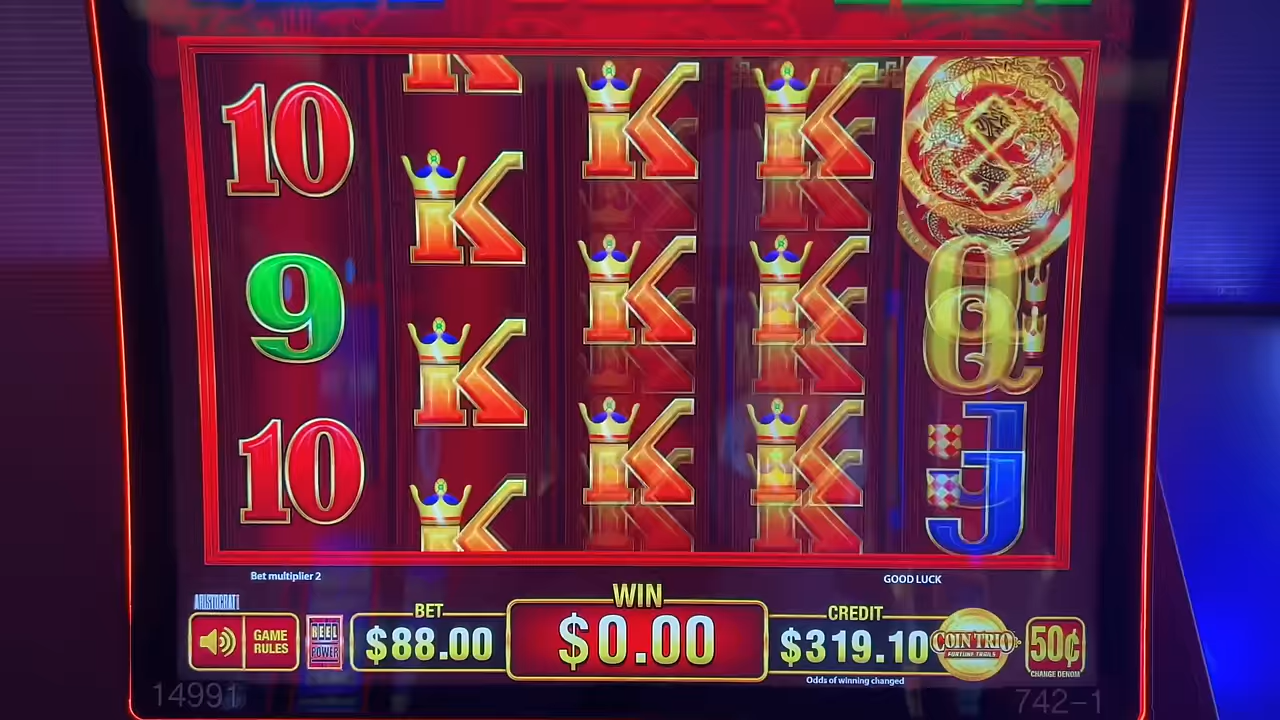 10 K K K
K
9 K K K Q
10 K K J
K
Bet multiplier 2
GOOD LUCK
ARISTOCRAT
GAME RULES
REEL POWER
BET
$88.00
WIN
$0.00
CREDIT
$319.10
Odds of winning changed
COIN TRIO
FORTUNE TRAILS
50¢
CHANGE DENOM
14991
742-1